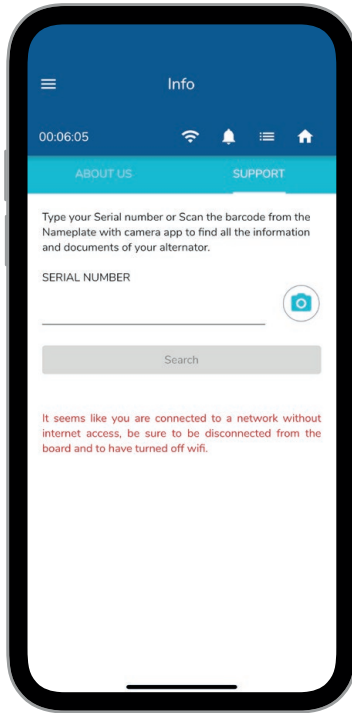 Info
00:06:05
ABOUT US
SUPPORT
Type your Serial number or Scan the barcode from the
Nameplate with camera app to find all the information
and documents of your alternator.
SERIAL NUMBER
Search
It seems like you are connected to a network without
internet access, be sure to be disconnected from the
board and to have turned off wifi.